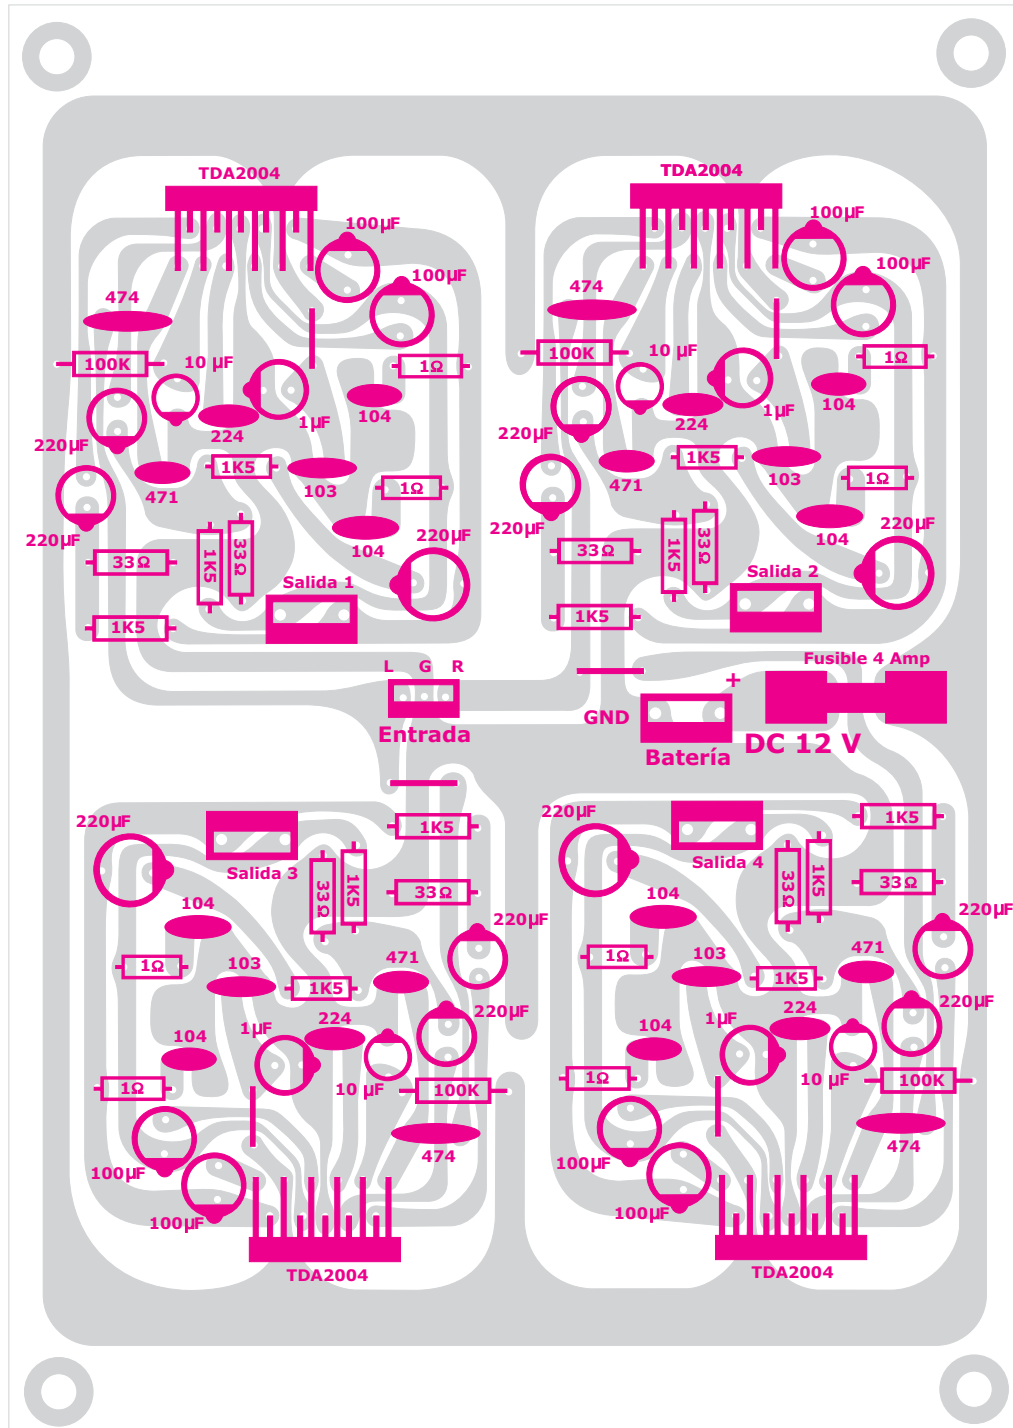 TDA2004
TDA2004
100µF
100µF
100µF
100µF
474
474
100K
10 µF
1Ω
100K
10 µF
1Ω
220µF
224
1µF
104
220µF
224
1µF
104
471
1K5
103
1Ω
471
1K5
103
1Ω
220µF
104
220µF
220µF
104
220µF
33Ω
1K5
33Ω
33Ω
1K5
33Ω
Salida 1
Salida 2
1K5
1K5
L G R
Fusible 4 Amp
+
GND
Entrada
Batería
DC 12 V
220µF
1K5
220µF
1K5
Salida 3
Salida 4
33Ω
1K5
33Ω
33Ω
1K5
33Ω
104
220µF
104
220µF
1Ω
103
1K5
471
1Ω
103
1K5
471
104
1µF
224
220µF
104
1µF
224
220µF
1Ω
10 µF
100K
1Ω
10 µF
100K
100µF
474
100µF
474
100µF
100µF
TDA2004
TDA2004